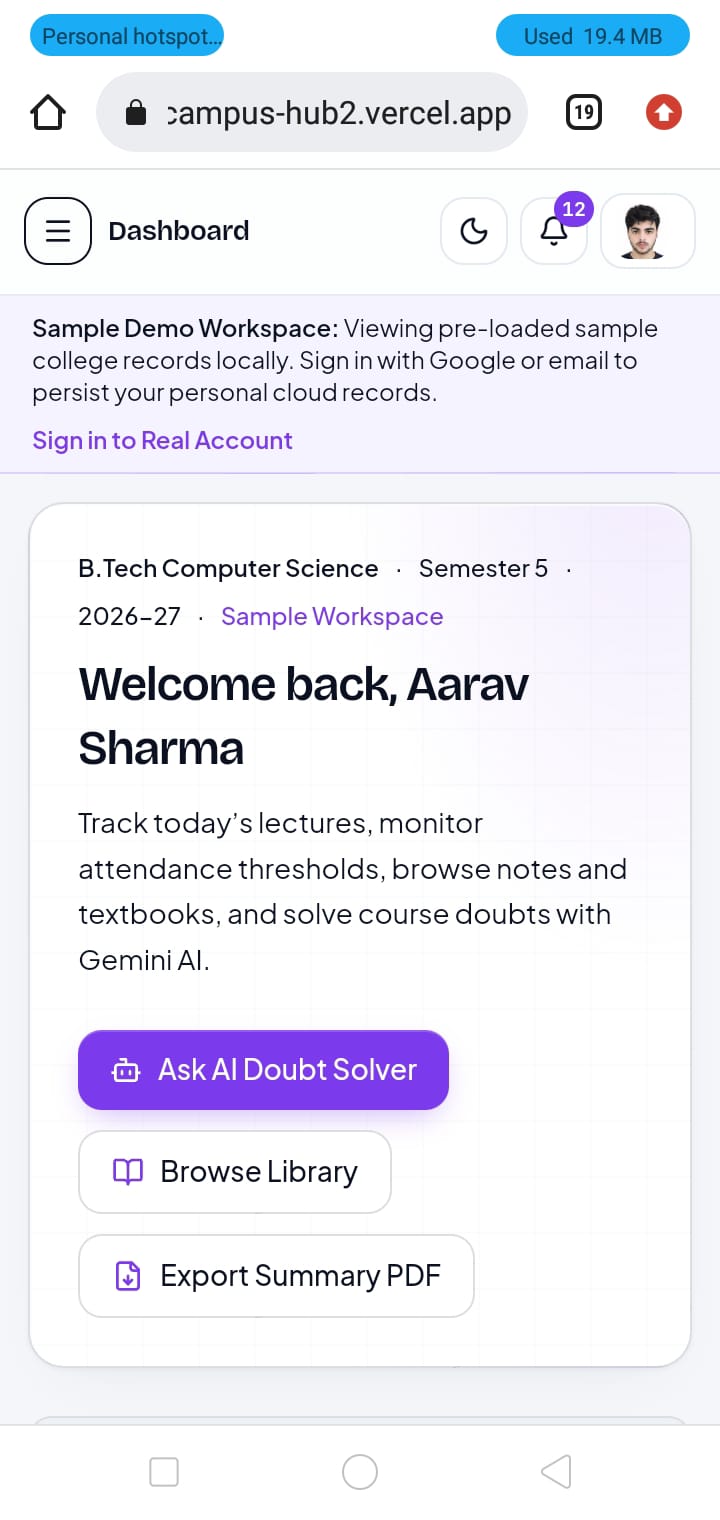 Personal hotspot...
Used 19.4 MB
campus-hub2.vercel.app
19
Dashboard
12
Sample Demo Workspace: Viewing pre-loaded sample
college records locally. Sign in with Google or email to
persist your personal cloud records.
Sign in to Real Account
B.Tech Computer Science · Semester 5 ·
2026–27 · Sample Workspace
Welcome back, Aarav
Sharma
Track today’s lectures, monitor
attendance thresholds, browse notes and
textbooks, and solve course doubts with
Gemini AI.
Ask AI Doubt Solver
Browse Library
Export Summary PDF